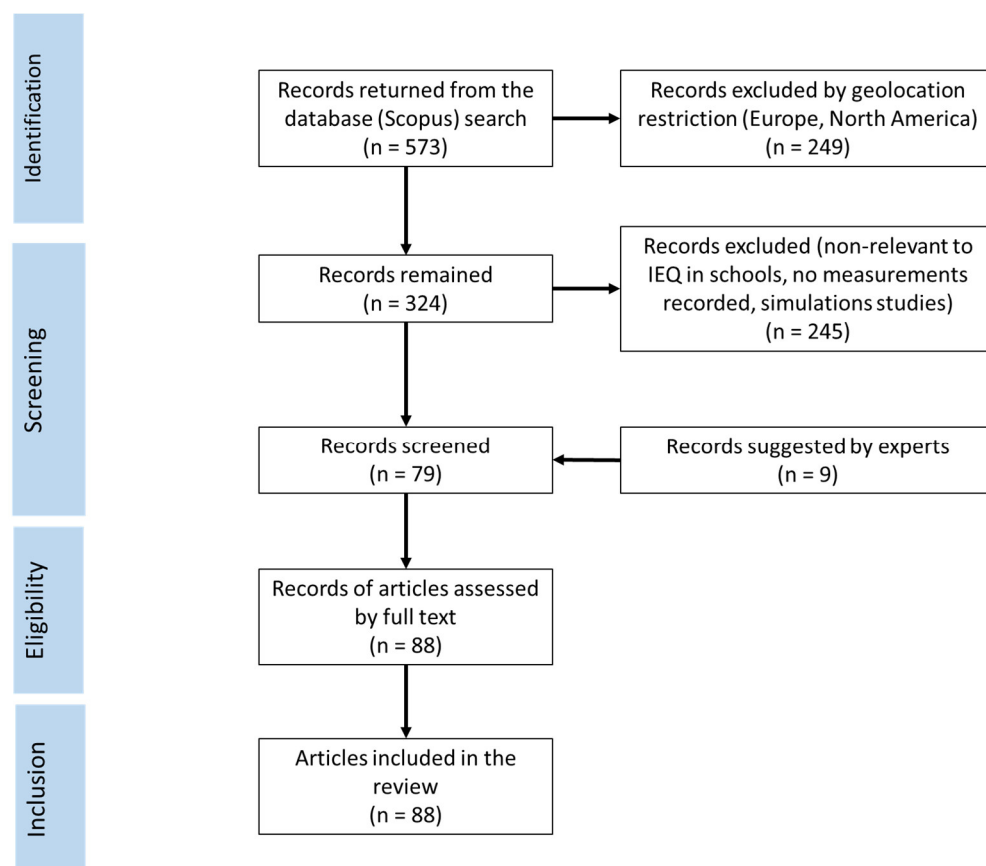 Identification
Records returned from the
database (Scopus) search
(n = 573)
Records excluded by geolocation
restriction (Europe, North America)
(n = 249)
Screening
Records remained
(n = 324)
Records excluded (non-relevant to
IEQ in schools, no measurements
recorded, simulations studies)
(n = 245)
Records screened
(n = 79)
Records suggested by experts
(n = 9)
Eligibility
Records of articles assessed
by full text
(n = 88)
Inclusion
Articles included in the
review
(n = 88)